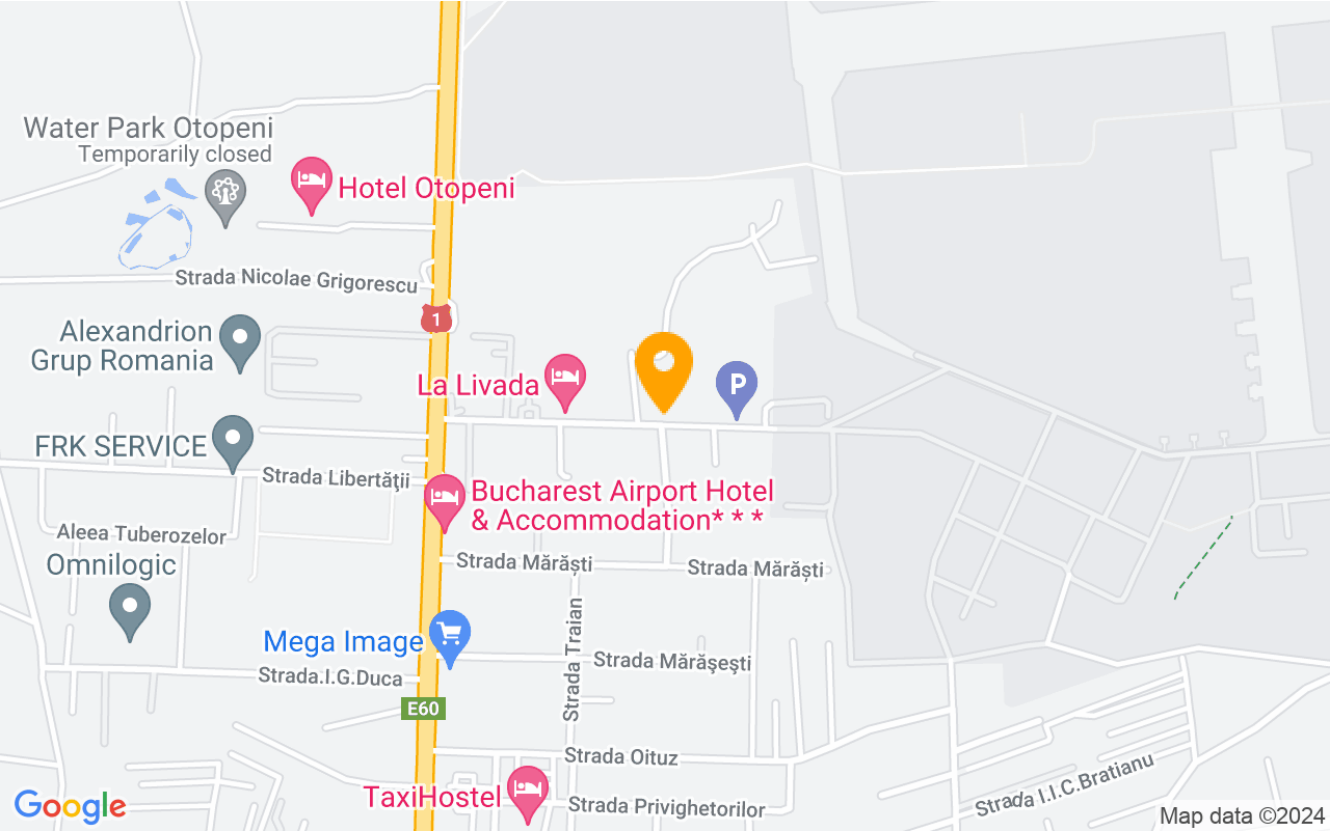 Water Park Otopeni
Temporarily closed
Hotel Otopeni
Strada Nicolae Grigorescu
1
Alexandrion
Grup Romania
La Livada
P
FRK SERVICE
Strada Libertăţii
Bucharest Airport Hotel
& Accommodation* * *
Aleea Tuberozelor
Omnilogic
Strada Mărăști
Strada Mărăști
Strada Traian
Mega Image
Strada Mărăşeşti
Strada.I.G.Duca
E60
Strada Oituz
Strada I.I.C.Bratianu
TaxiHostel
Strada Privighetorilor
Google
Map data ©2024